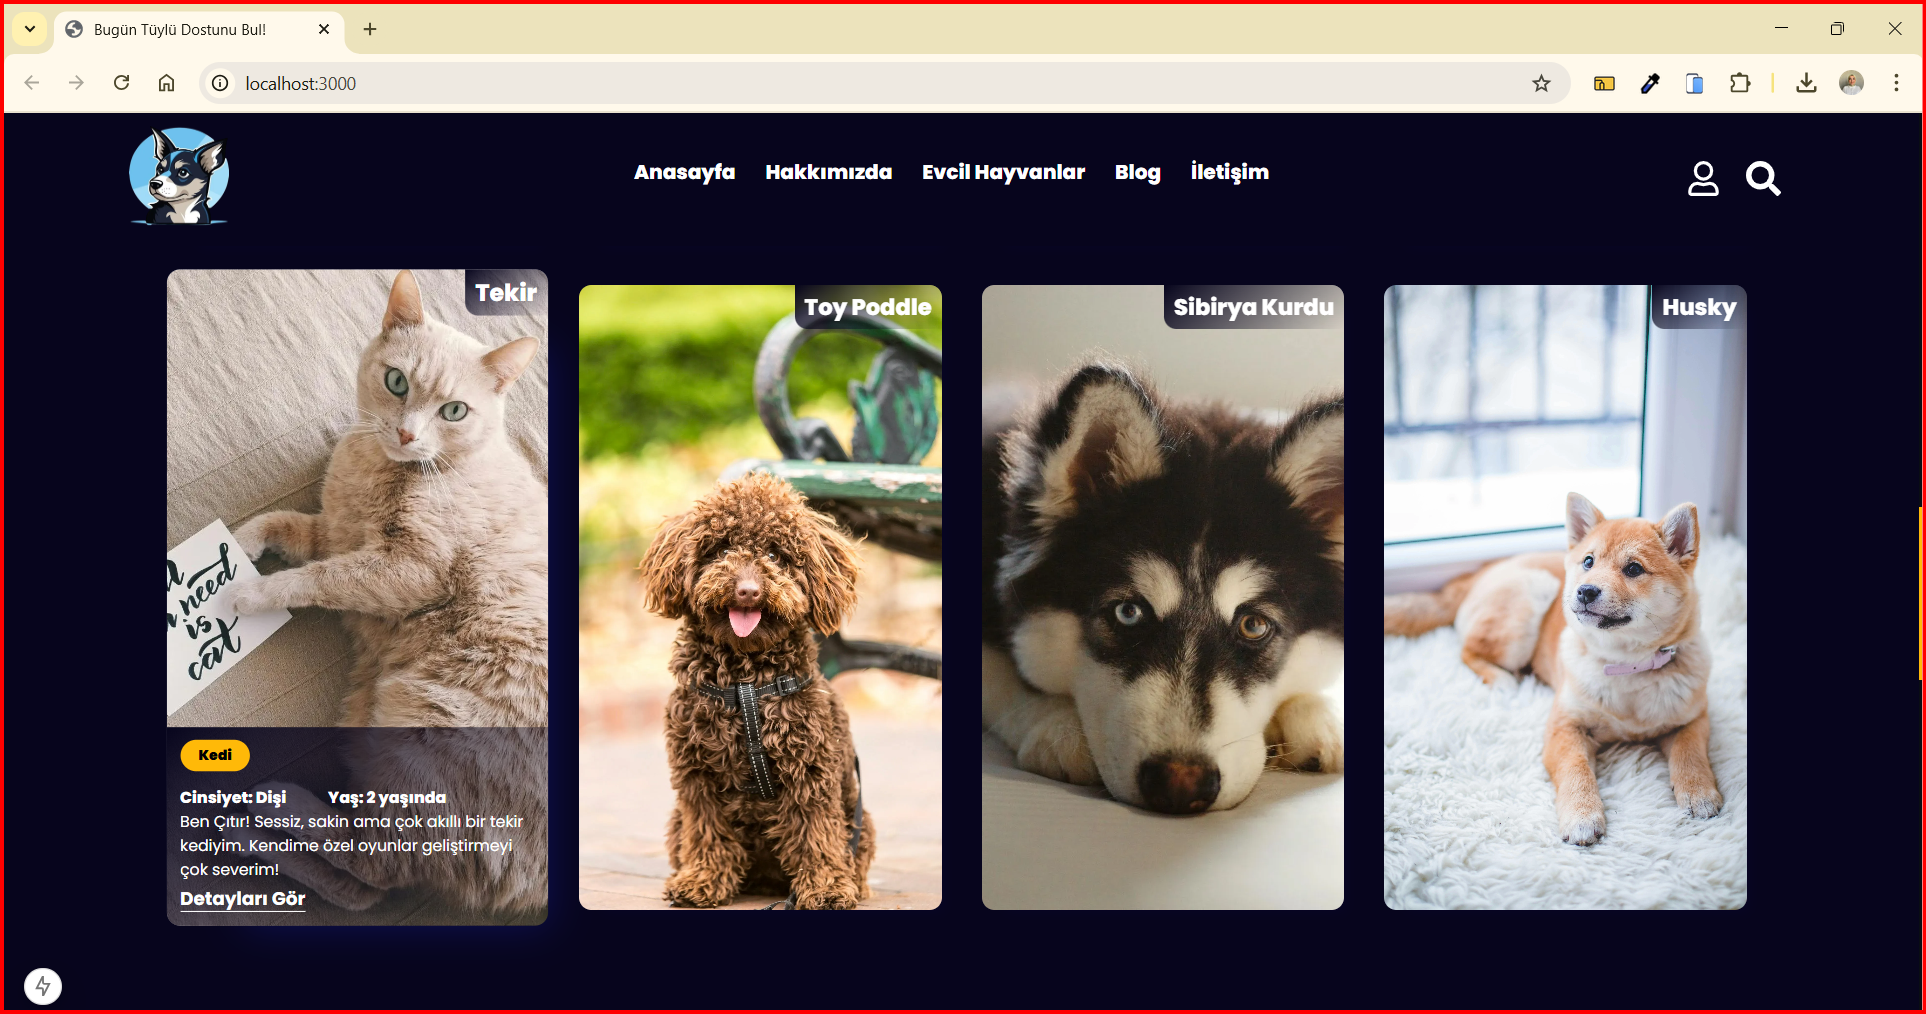 Bugün Tüylü Dostunu Bul!
localhost:3000
Anasayfa Hakkımızda Evcil Hayvanlar Blog İletişim
Tekir
Toy Poddle
Sibirya Kurdu
Husky
need
is
cat
Kedi
Cinsiyet: Dişi Yaş: 2 yaşında
Ben Çıtır! Sessiz, sakin ama çok akıllı bir tekir
kediyim. Kendime özel oyunlar geliştirmeyi
çok severim!
Detayları Gör